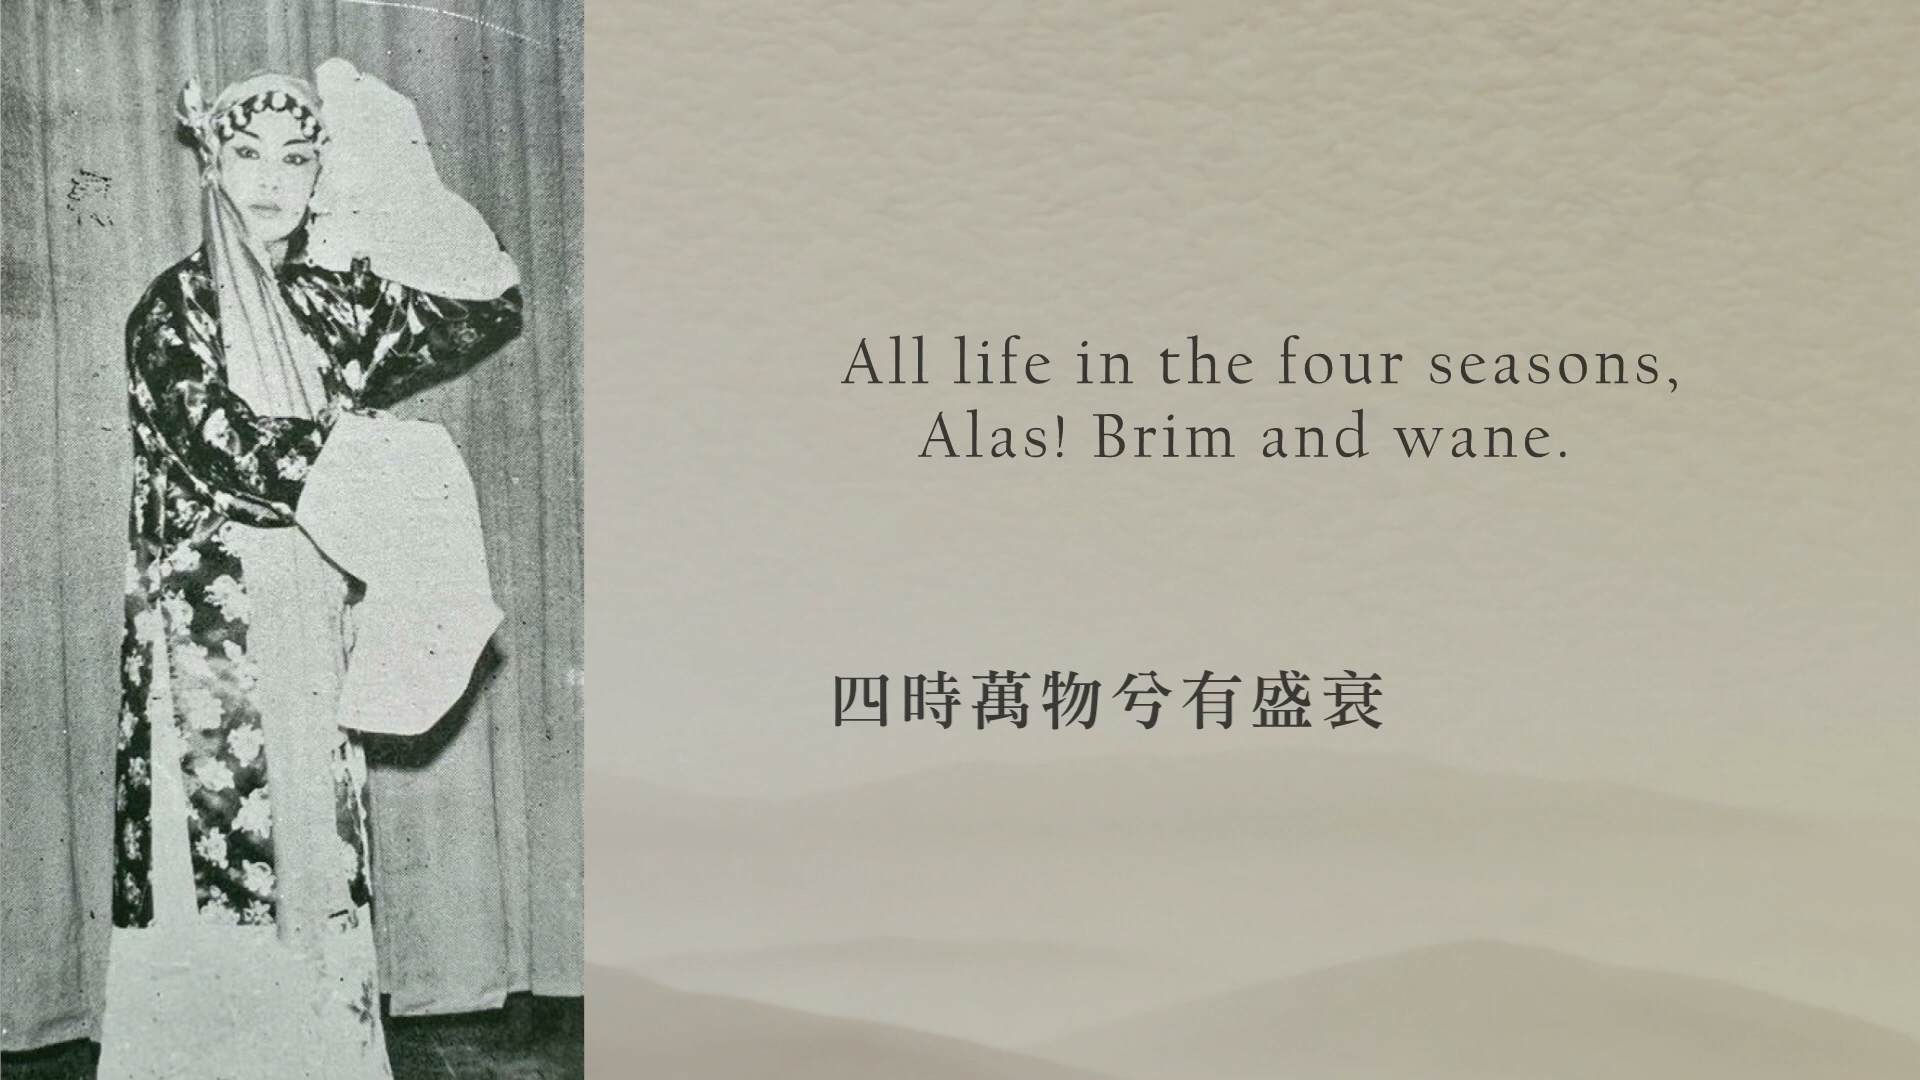 All life in the four seasons,
Alas! Brim and wane.
四時萬物兮有盛衰